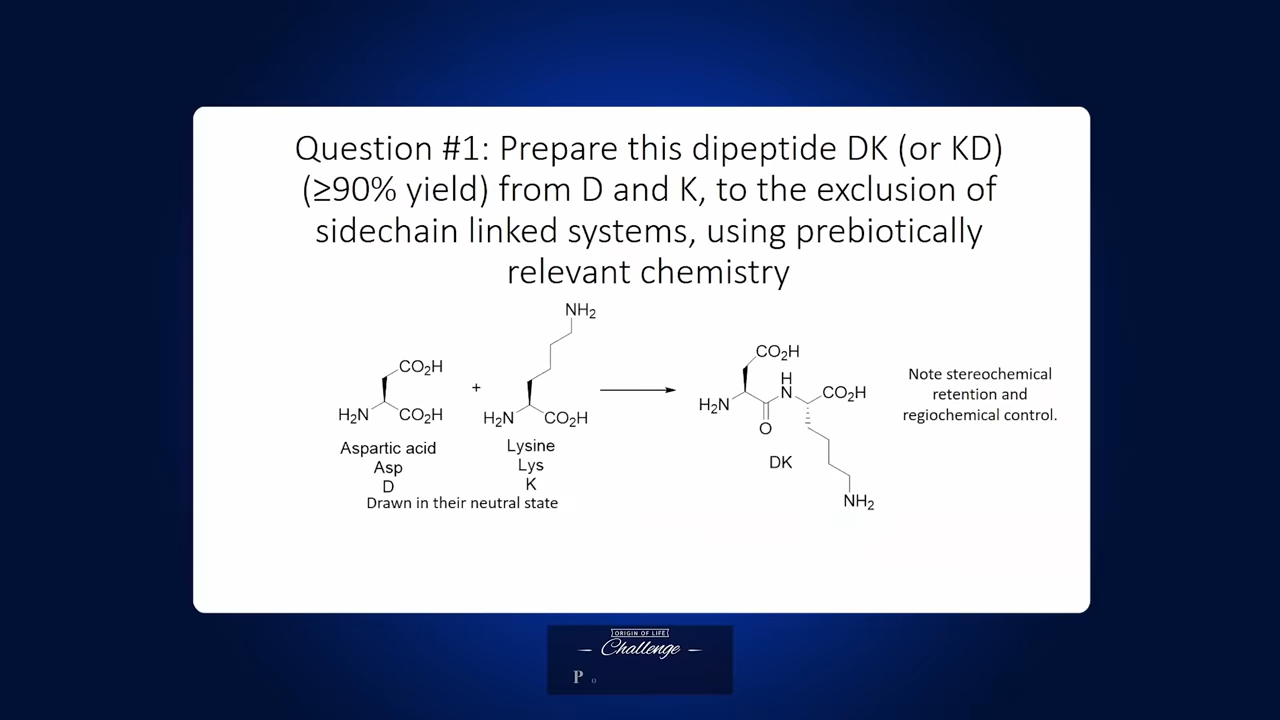 Question #1: Prepare this dipeptide DK (or KD)
(≥90% yield) from D and K, to the exclusion of
sidechain linked systems, using prebiotically
relevant chemistry
NH₂
CO₂H
H₂N
CO₂H
+
H₂N
CO₂H
CO₂H
H
N
H₂N
CO₂H
O
NH₂
Aspartic acid
Asp
D
Lysine
Lys
K
Drawn in their neutral state
DK
Note stereochemical
retention and
regiochemical control.
ORIGIN OF LIFE
Challenge
P o